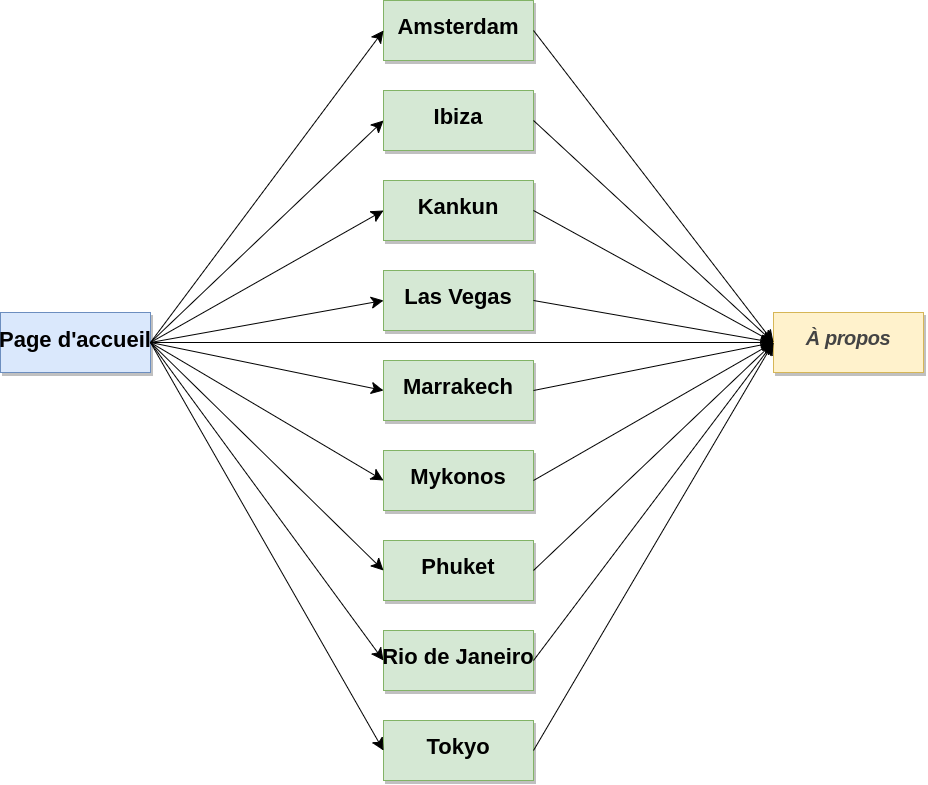 Amsterdam
Ibiza
Kankun
Las Vegas
Page d'accueil
À propos
Marrakech
Mykonos
Phuket
Rio de Janeiro
Tokyo